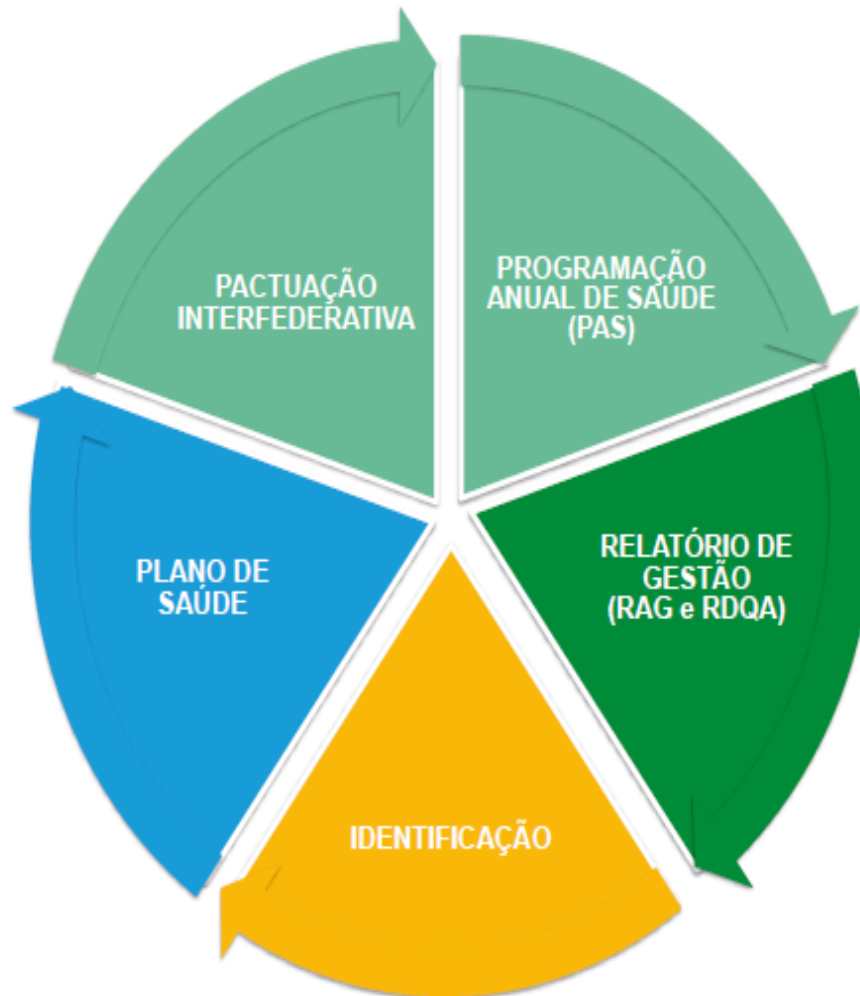 PACTUAÇÃO
INTERFEDERATIVA
PROGRAMAÇÃO
ANUAL DE SAÚDE
(PAS)
RELATÓRIO DE
GESTÃO
(RAG e RDQA)
IDENTIFICAÇÃO
PLANO DE
SAÚDE